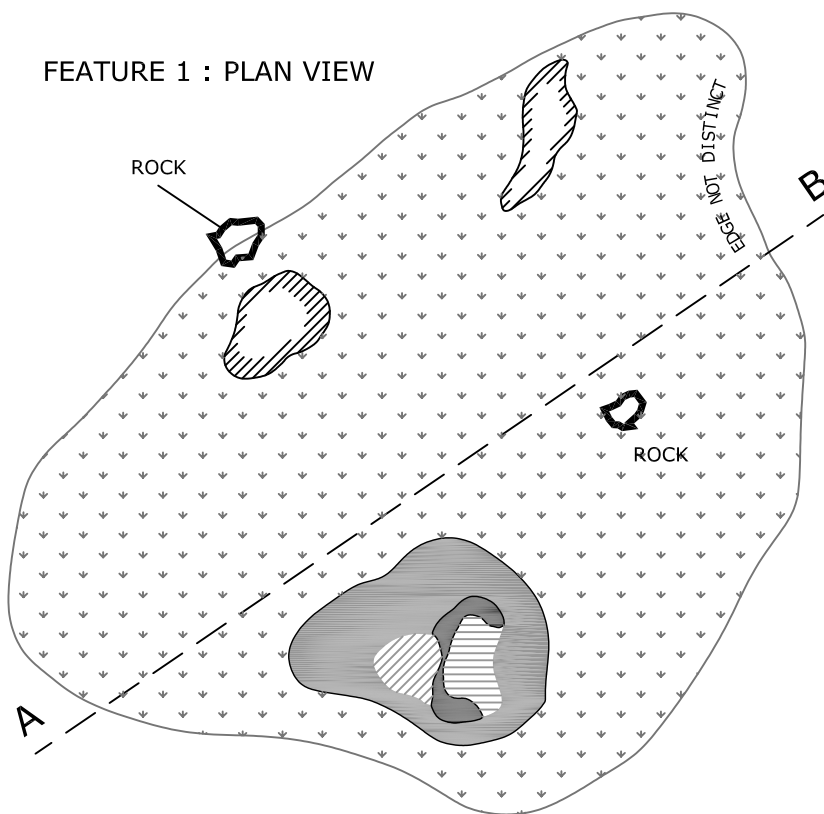 FEATURE 1 : PLAN VIEW
ROCK
EDGE NOT DISTINCT
B
ROCK
A